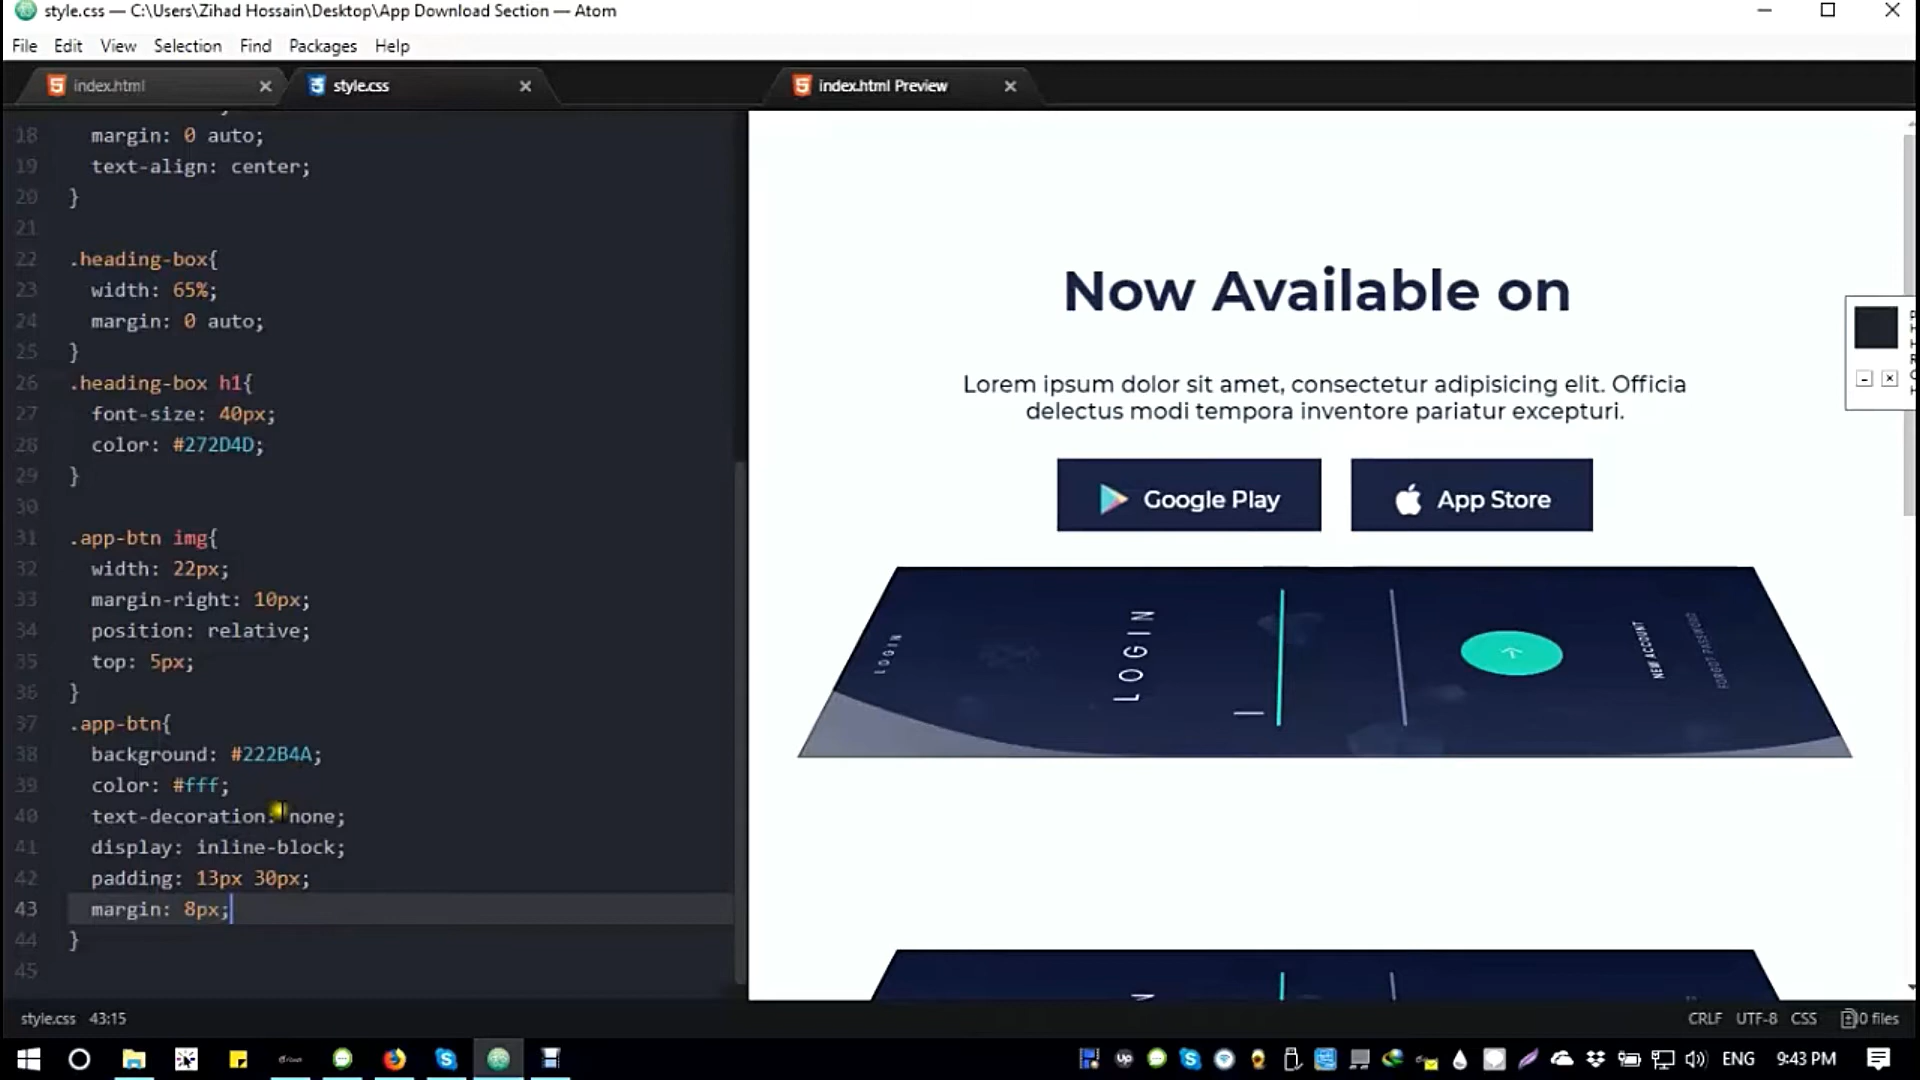 style.css — C:\Users\Zihad Hossain\Desktop\App Download Section — Atom
File Edit View Selection Find Packages Help
index.html
style.css
index.html Preview
18 margin: 0 auto;
19 text-align: center;
20 }
21
22 .heading-box{
23 width: 65%;
24 margin: 0 auto;
25 }
26 .heading-box h1{
27 font-size: 40px;
28 color: #272D4D;
29 }
30
31 .app-btn img{
32 width: 22px;
33 margin-right: 10px;
34 position: relative;
35 top: 5px;
36 }
37 .app-btn{
38 background: #222B4A;
39 color: #fff;
40 text-decoration: none;
41 display: inline-block;
42 padding: 13px 30px;
43 margin: 8px;
44 }
45
Now Available on
Lorem ipsum dolor sit amet, consectetur adipisicing elit. Officia
delectus modi tempora inventore pariatur excepturi.
Google Play
App Store
LOGIN
LOGIN
NEW ACCOUNT
FORGOT PASSWORD
style.css 43:15
CRLF UTF-8 CSS 0 files
ENG 9:43 PM